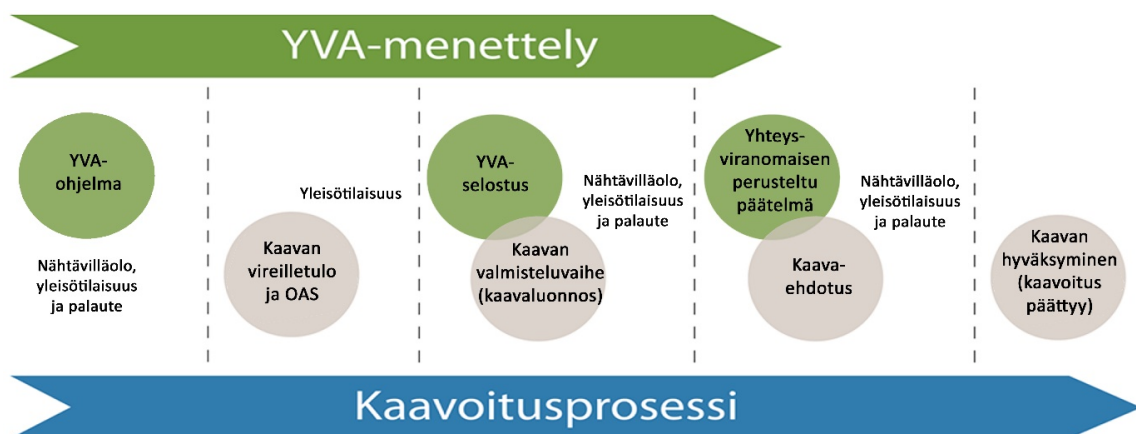 YVA-menettely
YVA-
ohjelma
Nähtävilläolo,
yleisötilaisuus
ja palaute
Yleisötilaisuus
Kaavan
vireilletulo
ja OAS
YVA-
selostus
Nähtävilläolo,
yleisötilaisuus
ja palaute
Kaavan
valmisteluvaihe
(kaavaluonnos)
Yhteys-
viranomaisen
perusteltu
päätelmä
Nähtävilläolo,
yleisötilaisuus
ja palaute
Kaava-
ehdotus
Kaavan
hyväksyminen
(kaavoitus
päättyy)
Kaavoitusprosessi